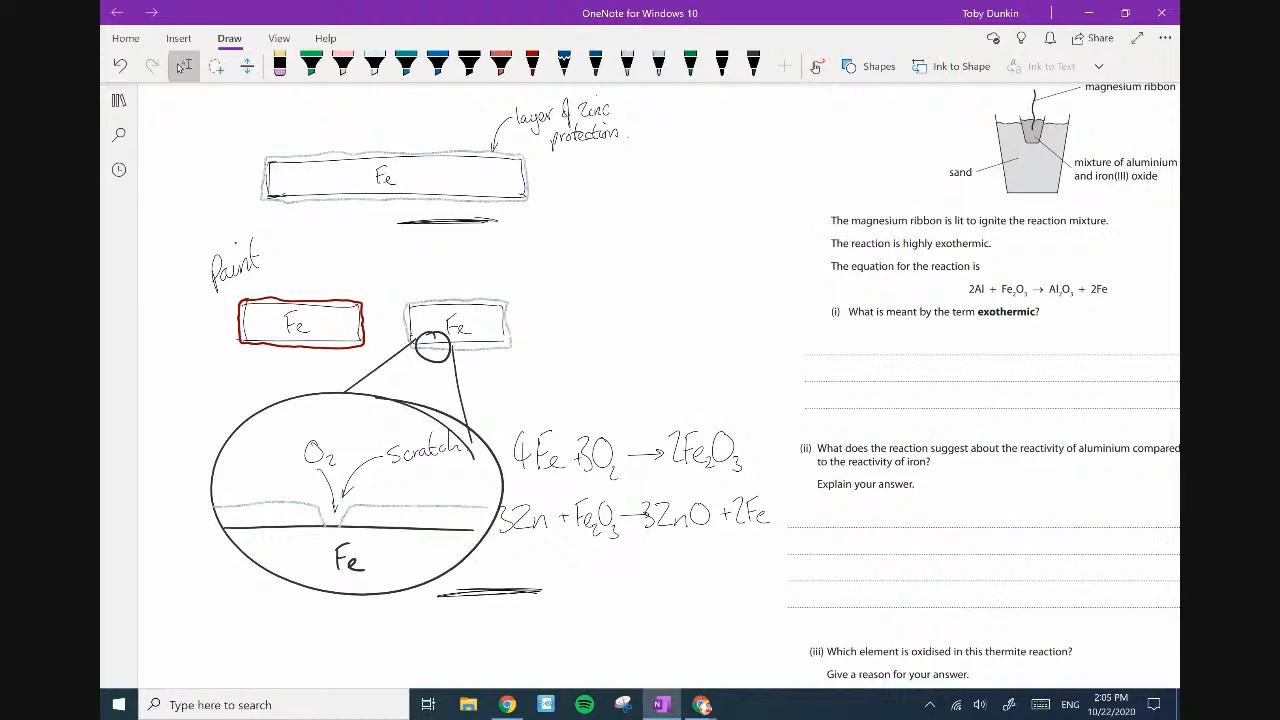 OneNote for Windows 10
Toby Dunkin
Home Insert Draw View Help
Share
Shapes Ink to Shape Ink to Text
layer of Zinc
protections.
Fe
Paint
Fe
Fe
O₂
Scratch
Fe
4Fe + 3O₂ → 2Fe₂O₃
3Zn + Fe₂O₃ → 3ZnO + 2Fe
magnesium ribbon
mixture of aluminium
and iron(III) oxide
sand
The magnesium ribbon is lit to ignite the reaction mixture.
The reaction is highly exothermic.
The equation for the reaction is
2Al + Fe₂O₃ → Al₂O₃ + 2Fe
(i) What is meant by the term exothermic?
(ii) What does the reaction suggest about the reactivity of aluminium compared
to the reactivity of iron?
Explain your answer.
(iii) Which element is oxidised in this thermite reaction?
Give a reason for your answer.
Type here to search
2:05 PM
10/22/2020